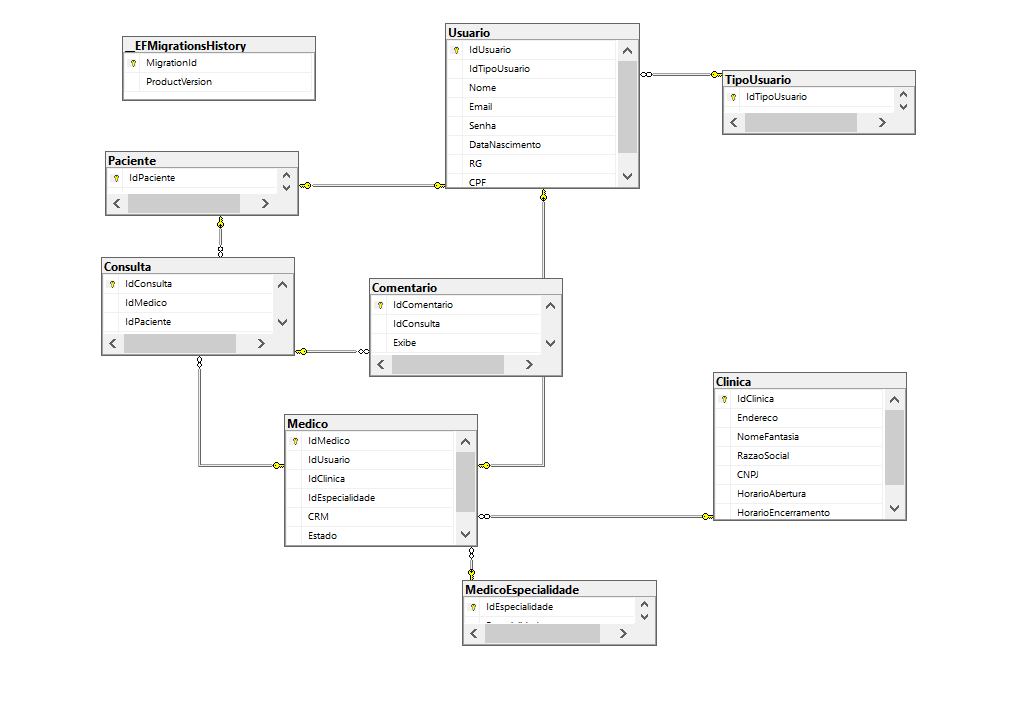 __EFMigrationsHistory
MigrationId
ProductVersion
Usuario
IdUsuario
IdTipoUsuario
Nome
Email
Senha
DataNascimento
RG
CPF
TipoUsuario
IdTipoUsuario
Paciente
IdPaciente
Consulta
IdConsulta
IdMedico
IdPaciente
Comentario
IdComentario
IdConsulta
Exibe
Clinica
IdClinica
Endereco
NomeFantasia
RazaoSocial
CNPJ
HorarioAbertura
HorarioEncerramento
Medico
IdMedico
IdUsuario
IdClinica
IdEspecialidade
CRM
Estado
MedicoEspecialidade
IdEspecialidade